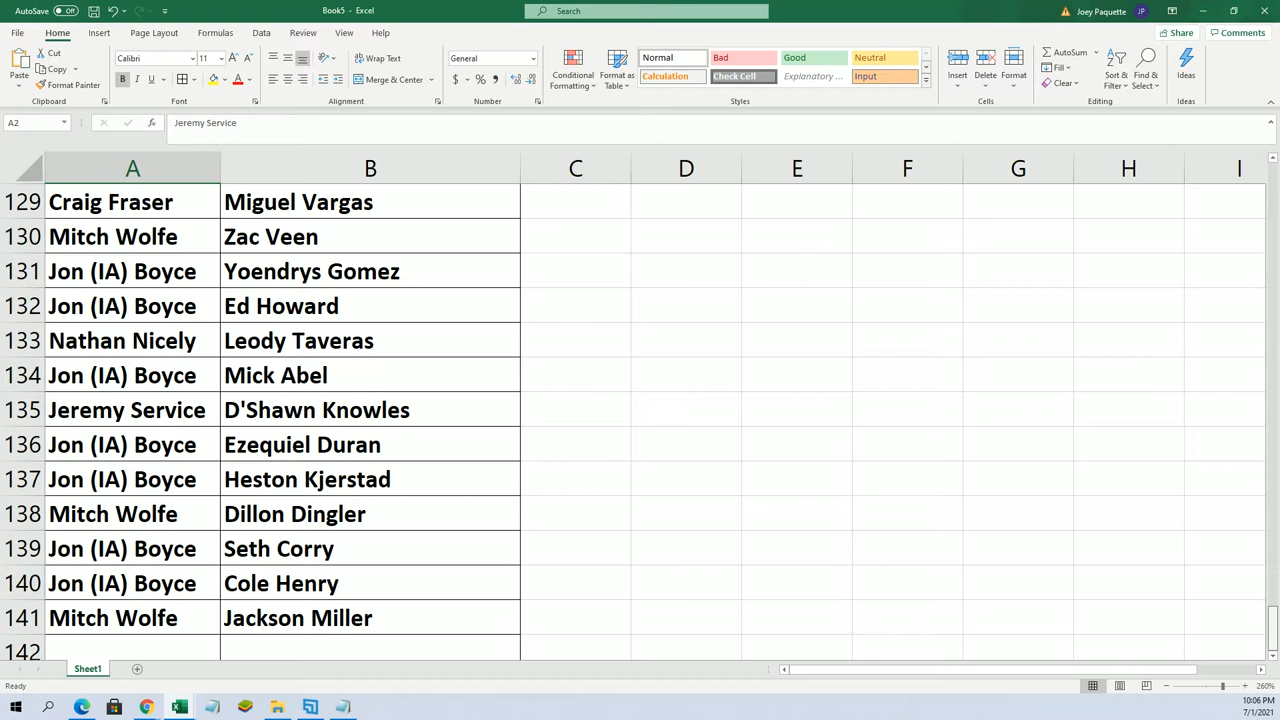 AutoSave Off Book5 - Excel Search Joey Paquette JP
File Home Insert Page Layout Formulas Data Review View Help Share Comments
Paste Cut Copy Format Painter Clipboard
Calibri 11 A A B I U A Font
ab Wrap Text Merge & Center Alignment
General $ % , Number
Conditional Formatting Format as Table
Normal Bad Good Neutral
Calculation Check Cell Explanatory ... Input
Styles
Insert Delete Format Cells
AutoSum Fill Clear Sort & Filter Find & Select Editing
Ideas Ideas
A2 fx Jeremy Service
A B C D E F G H I
129 Craig Fraser Miguel Vargas
130 Mitch Wolfe Zac Veen
131 Jon (IA) Boyce Yoendrys Gomez
132 Jon (IA) Boyce Ed Howard
133 Nathan Nicely Leody Taveras
134 Jon (IA) Boyce Mick Abel
135 Jeremy Service D'Shawn Knowles
136 Jon (IA) Boyce Ezequiel Duran
137 Jon (IA) Boyce Heston Kjerstad
138 Mitch Wolfe Dillon Dingler
139 Jon (IA) Boyce Seth Corry
140 Jon (IA) Boyce Cole Henry
141 Mitch Wolfe Jackson Miller
142
Sheet1
Ready 260%
10:06 PM
7/1/2021